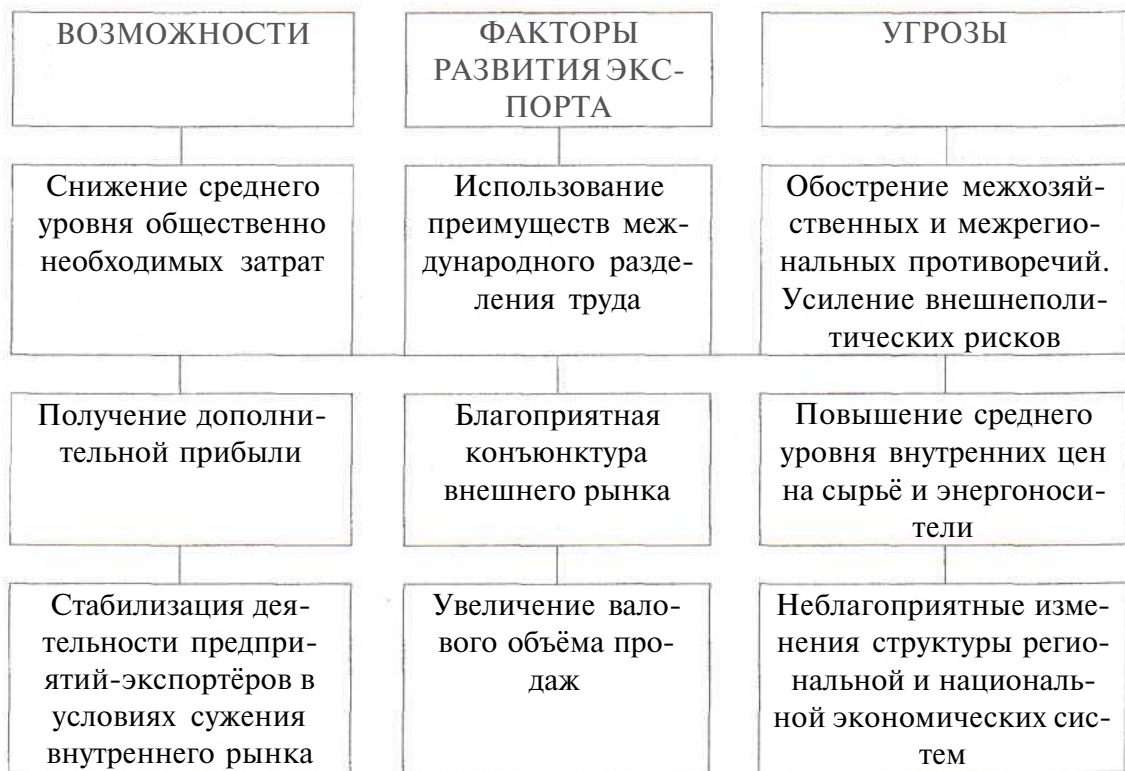 ВОЗМОЖНОСТИ
ФАКТОРЫ
РАЗВИТИЯ ЭКС-
ПОРТА
УГРОЗЫ
Снижение среднего
уровня общественно
необходимых затрат
Использование
преимуществ меж-
дународного разде-
ления труда
Обострение межхозяй-
ственных и межрегио-
нальных противоречий.
Усиление внешнеполи-
тических рисков
Получение дополни-
тельной прибыли
Благоприятная
конъюнктура
внешнего рынка
Повышение среднего
уровня внутренних цен
на сырьё и энергоноси-
тели
Стабилизация дея-
тельности предпри-
ятий-экспортёров в
условиях сужения
внутреннего рынка
Увеличение вало-
вого объёма про-
даж
Неблагоприятные изме-
нения структуры регио-
нальной и националь-
ной экономических сис-
тем